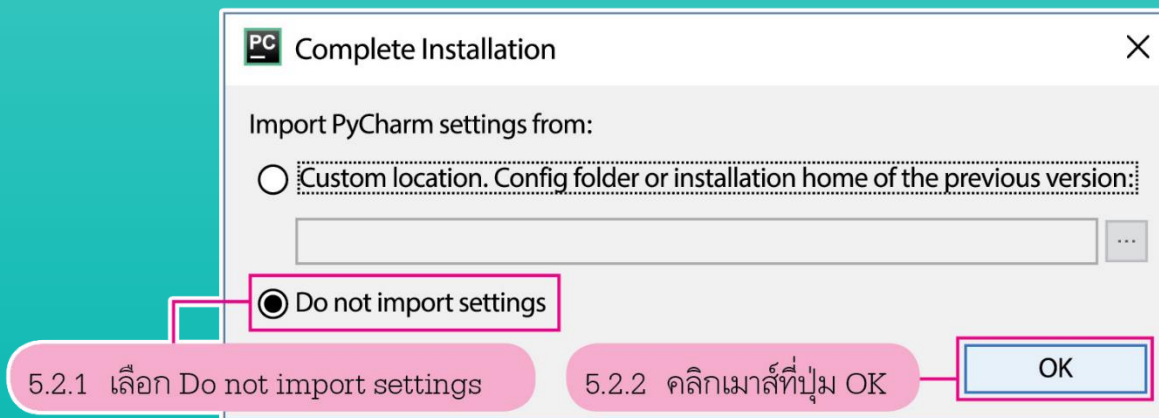 PC Complete Installation
Import PyCharm settings from:
Custom location. Config folder or installation home of the previous version:
...
Do not import settings
5.2.1 เลือก Do not import settings
5.2.2 คลิกเมาส์ที่ปุ่ม OK
OK